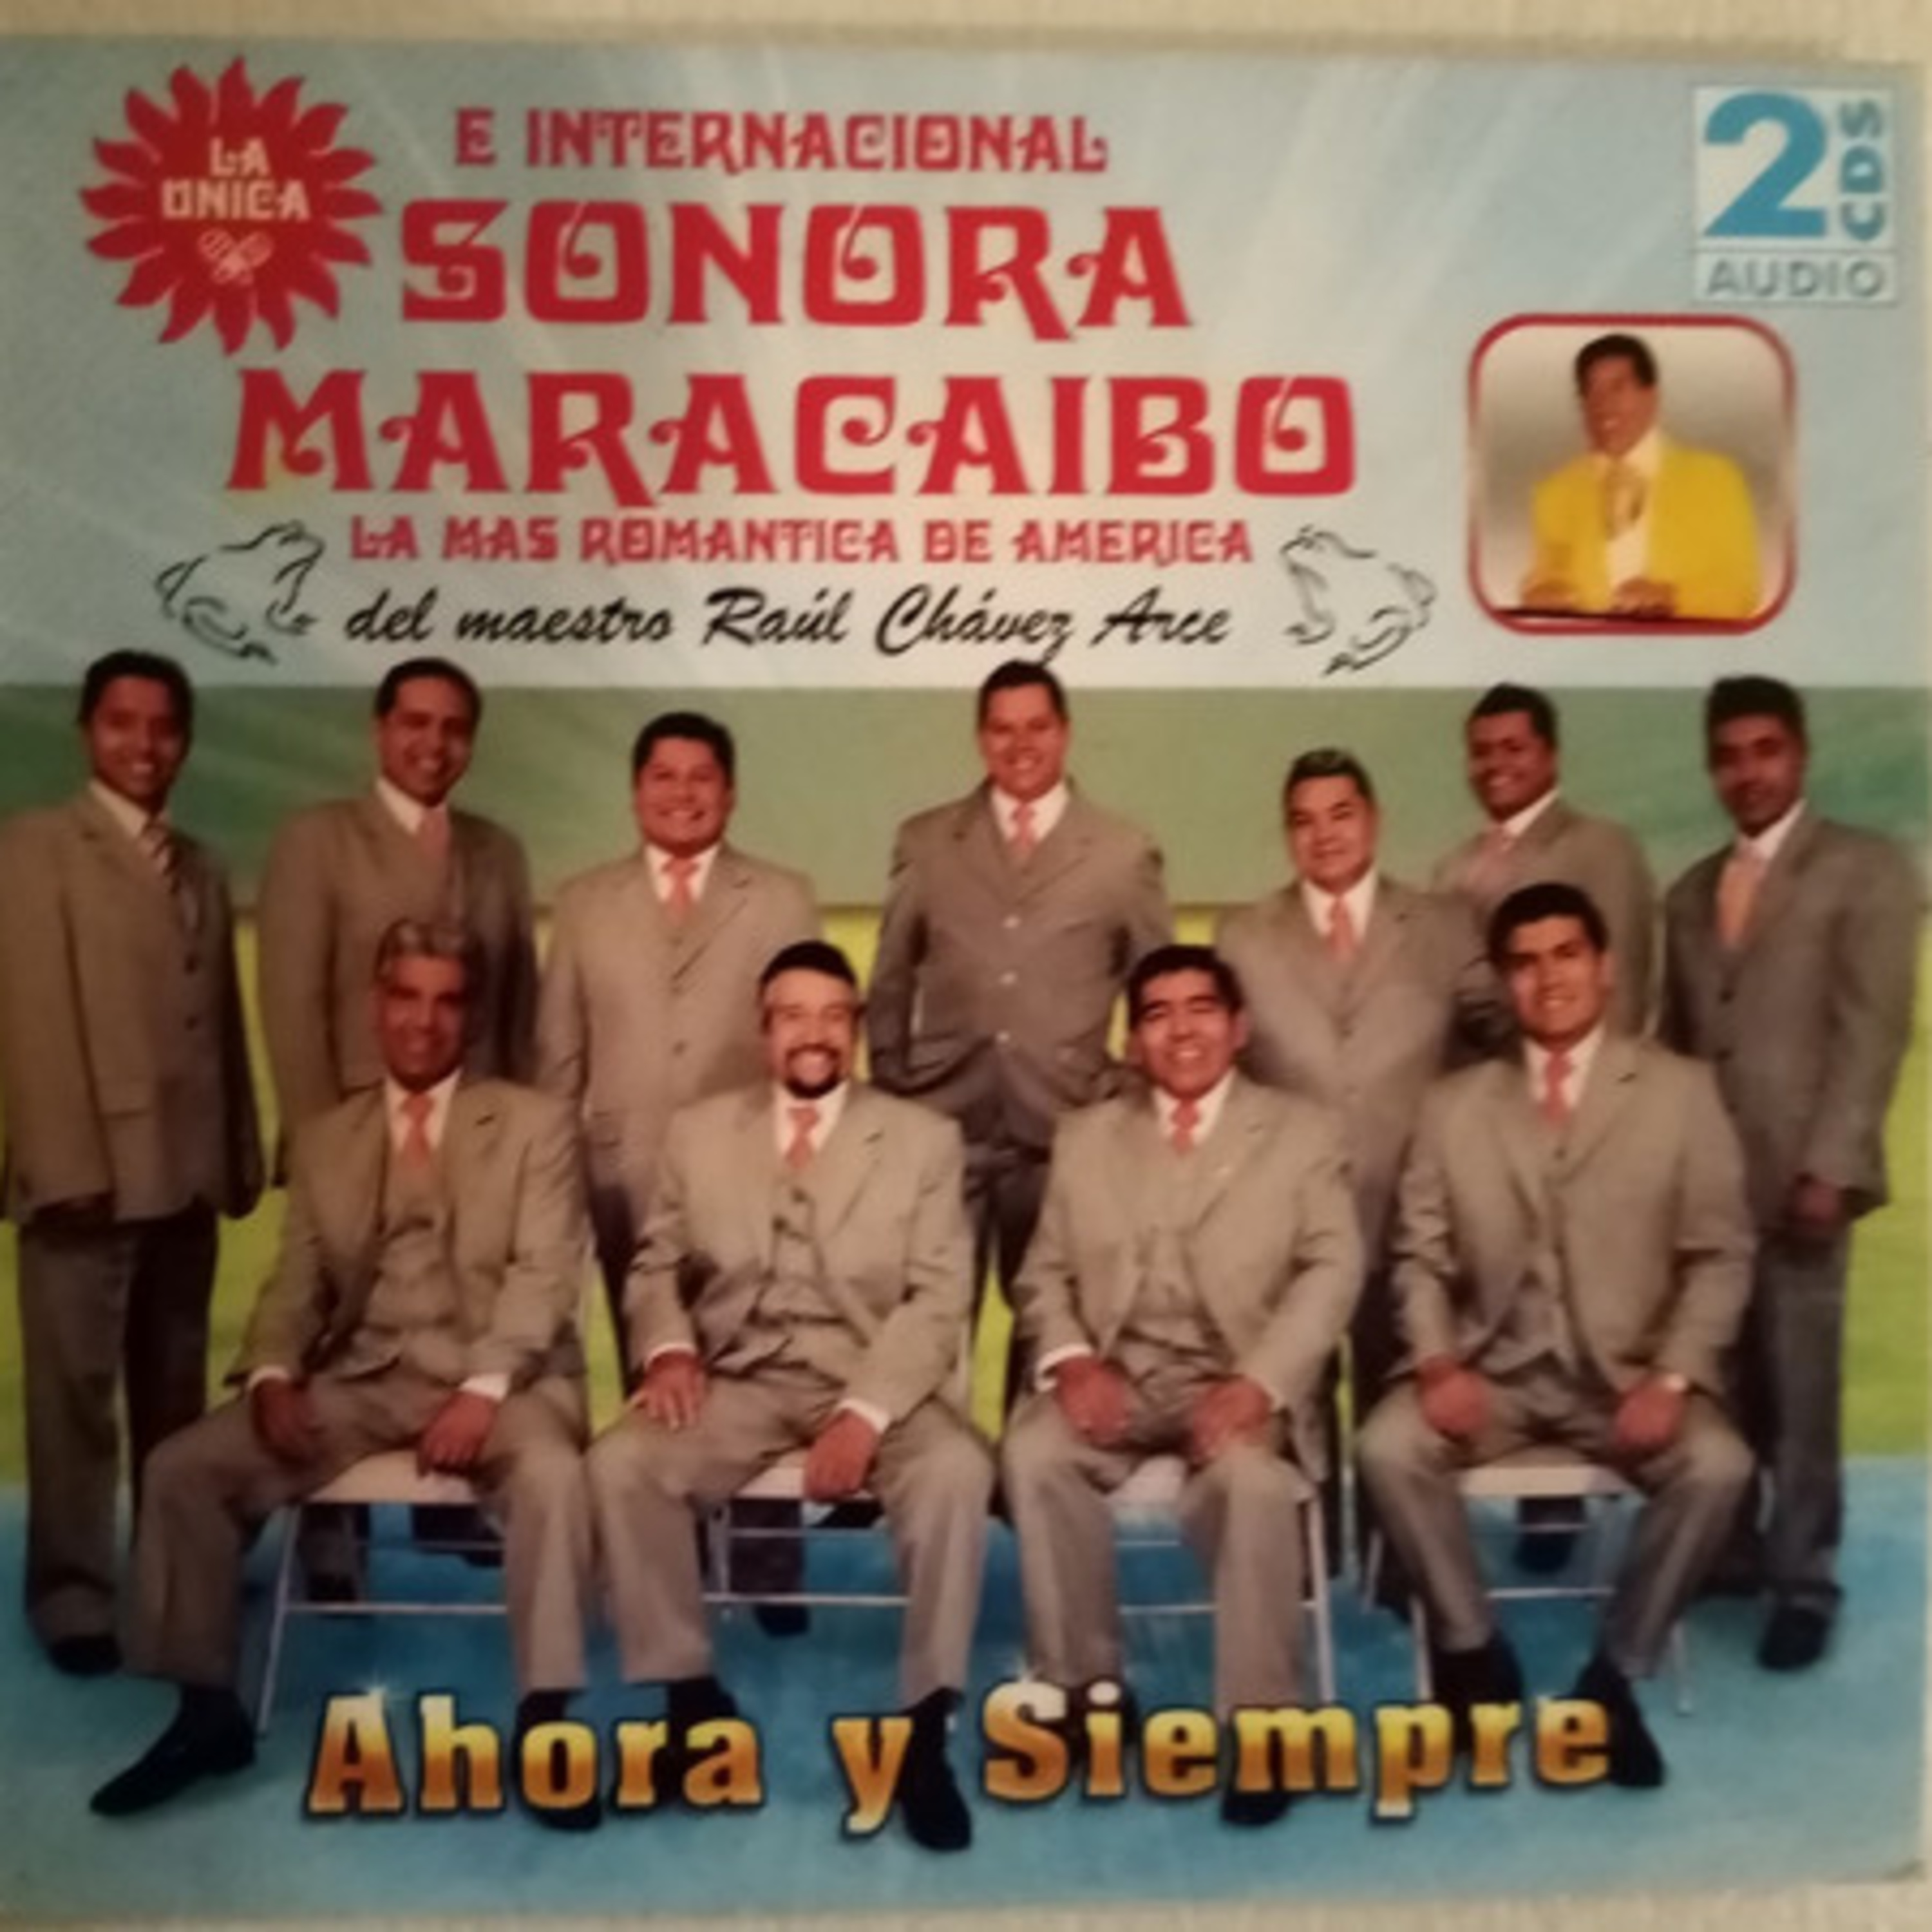 LA
UNICA
E INTERNACIONAL
SONORA
MARACAIBO
LA MAS ROMANTICA DE AMERICA
del maestro Raúl Chávez Arce
2 CDS
AUDIO
Ahora y Siempre